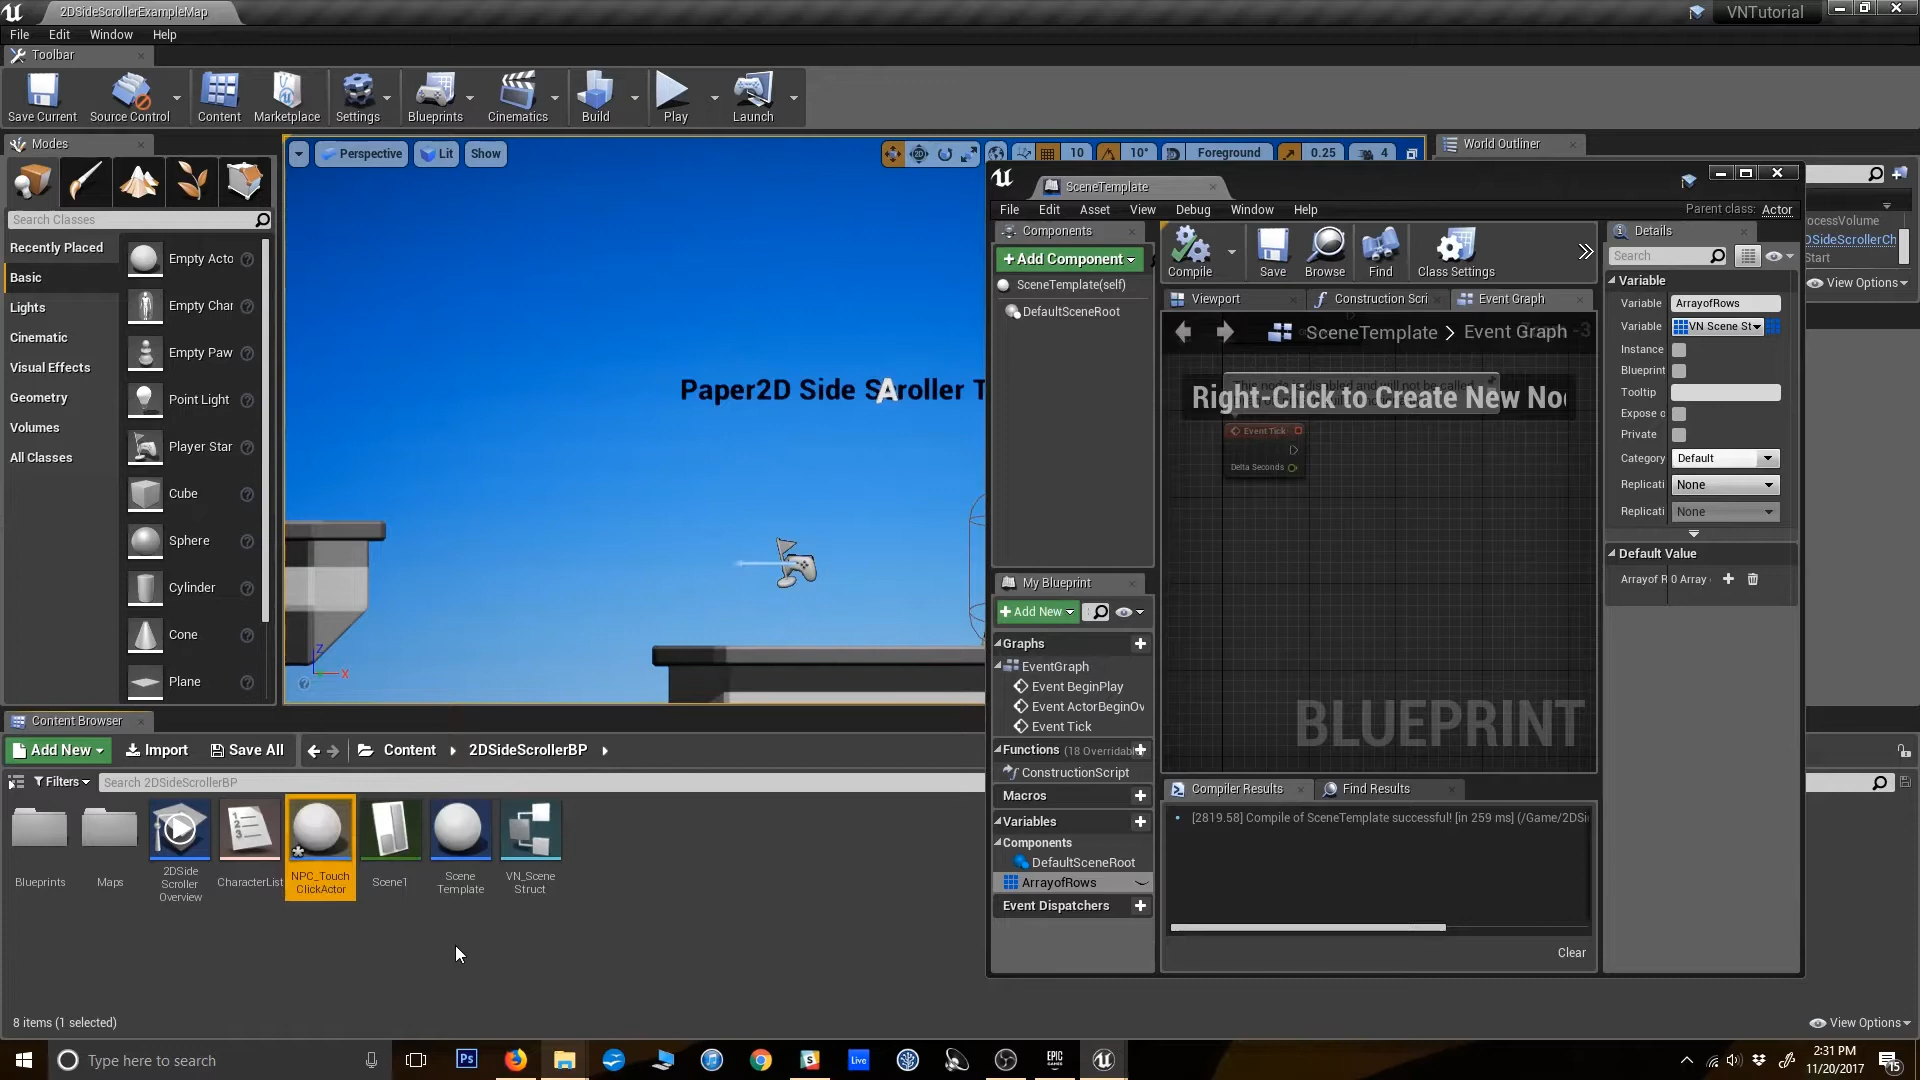 2DSideScrollerExampleMap
VNTutorial
File Edit Window Help
Toolbar
Save Current
Source Control
Content
Marketplace
Settings
Blueprints
Cinematics
Build
Play
Launch
Modes
Search Classes
Recently Placed
Basic
Lights
Cinematic
Visual Effects
Geometry
Volumes
All Classes
Empty Acto
Empty Char
Empty Paw
Point Light
Player Star
Cube
Sphere
Cylinder
Cone
Plane
Perspective
Lit
Show
10
10°
Foreground
0.25
4
Paper2D Side Scroller T
A
Z
X
World Outliner
ocessVolume
DSideScrollerCh
Start
View Options
SceneTemplate
File Edit Asset View Debug Window Help
Parent class: Actor
Components
+Add Component
SceneTemplate(self)
DefaultSceneRoot
Compile
Save
Browse
Find
Class Settings
Viewport
Construction Scri
Event Graph
SceneTemplate > Event Graph
Right-Click to Create New No
Event Tick
Delta Seconds
BLUEPRINT
My Blueprint
+Add New
Graphs
EventGraph
Event BeginPlay
Event ActorBeginOv
Event Tick
Functions (18 Overridabl
ConstructionScript
Macros
Variables
Components
DefaultSceneRoot
ArrayofRows
Event Dispatchers
Compiler Results
Find Results
[2819.58] Compile of SceneTemplate successful! [in 259 ms] (/Game/2DSi
Clear
Details
Search
Variable
Variable ArrayofRows
Variable VN Scene St
Instance
Blueprint
Tooltip
Expose o
Private
Category Default
Replicati None
Replicati None
Default Value
Arrayof R 0 Array
Content Browser
Add New
Import
Save All
Content
2DSideScrollerBP
Filters
Search 2DSideScrollerBP
Blueprints
Maps
2DSide
Scroller
Overview
CharacterList
NPC_Touch
ClickActor
Scene1
Scene
Template
VN_Scene
Struct
8 items (1 selected)
View Options
Type here to search
Ps
S
Live
EPIC
GAMES
2:31 PM
11/20/2017
15